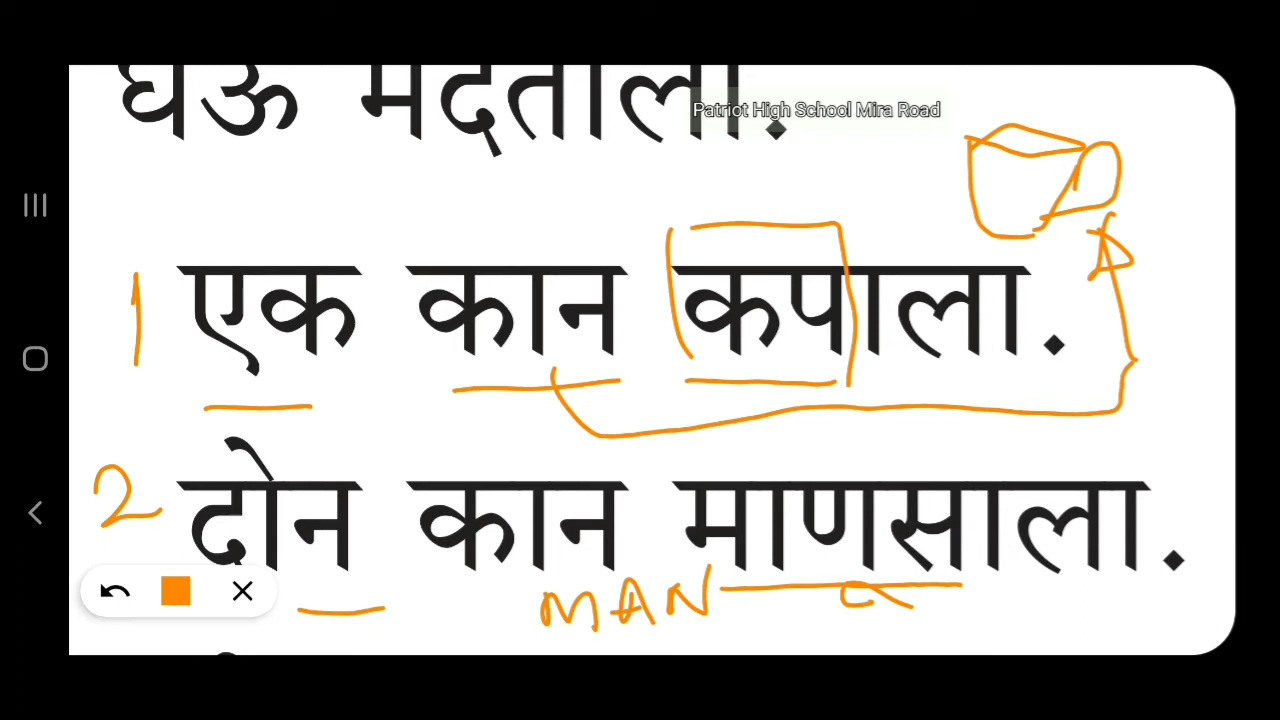 घेऊ मदतीला.
Patriot High School Mira Road
1 एक कान कपाला.
2 दोन कान माणसाला.
MAN